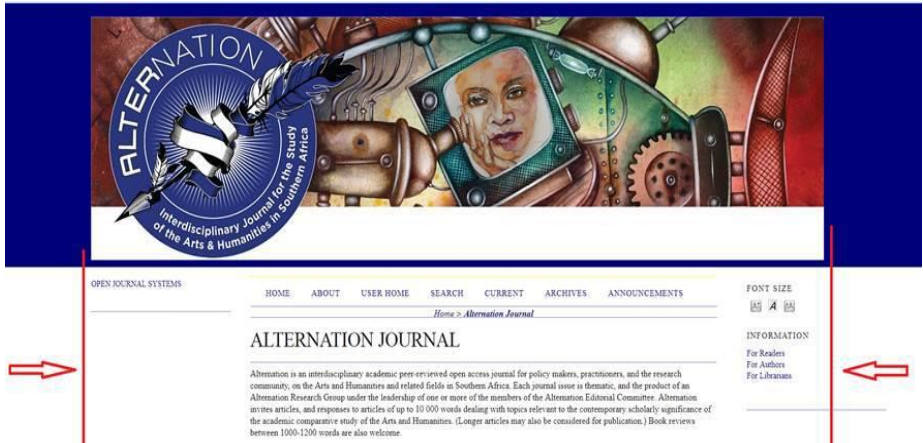 ALTERNATION
Interdisciplinary Journal for the Study
of the Arts & Humanities in Southern Africa
OPEN JOURNAL SYSTEMS
HOME ABOUT USER HOME SEARCH CURRENT ARCHIVES ANNOUNCEMENTS
Home > Alternation Journal
ALTERNATION JOURNAL
Alternation is an interdisciplinary academic peer-reviewed open access journal for policy makers, practitioners, and the research
community, on the Arts and Humanities and related fields in Southern Africa. Each journal issue is thematic, and the product of an
Alternation Research Group under the leadership of one or more of the members of the Alternation Editorial Committee. Alternation
invites articles, and responses to articles of up to 10 000 words dealing with topics relevant to the contemporary scholarly significance of
the academic comparative study of the Arts and Humanities. (Longer articles may also be considered for publication.) Book reviews
between 1000-1200 words are also welcome.
FONT SIZE
A A A
INFORMATION
For Readers
For Authors
For Librarians